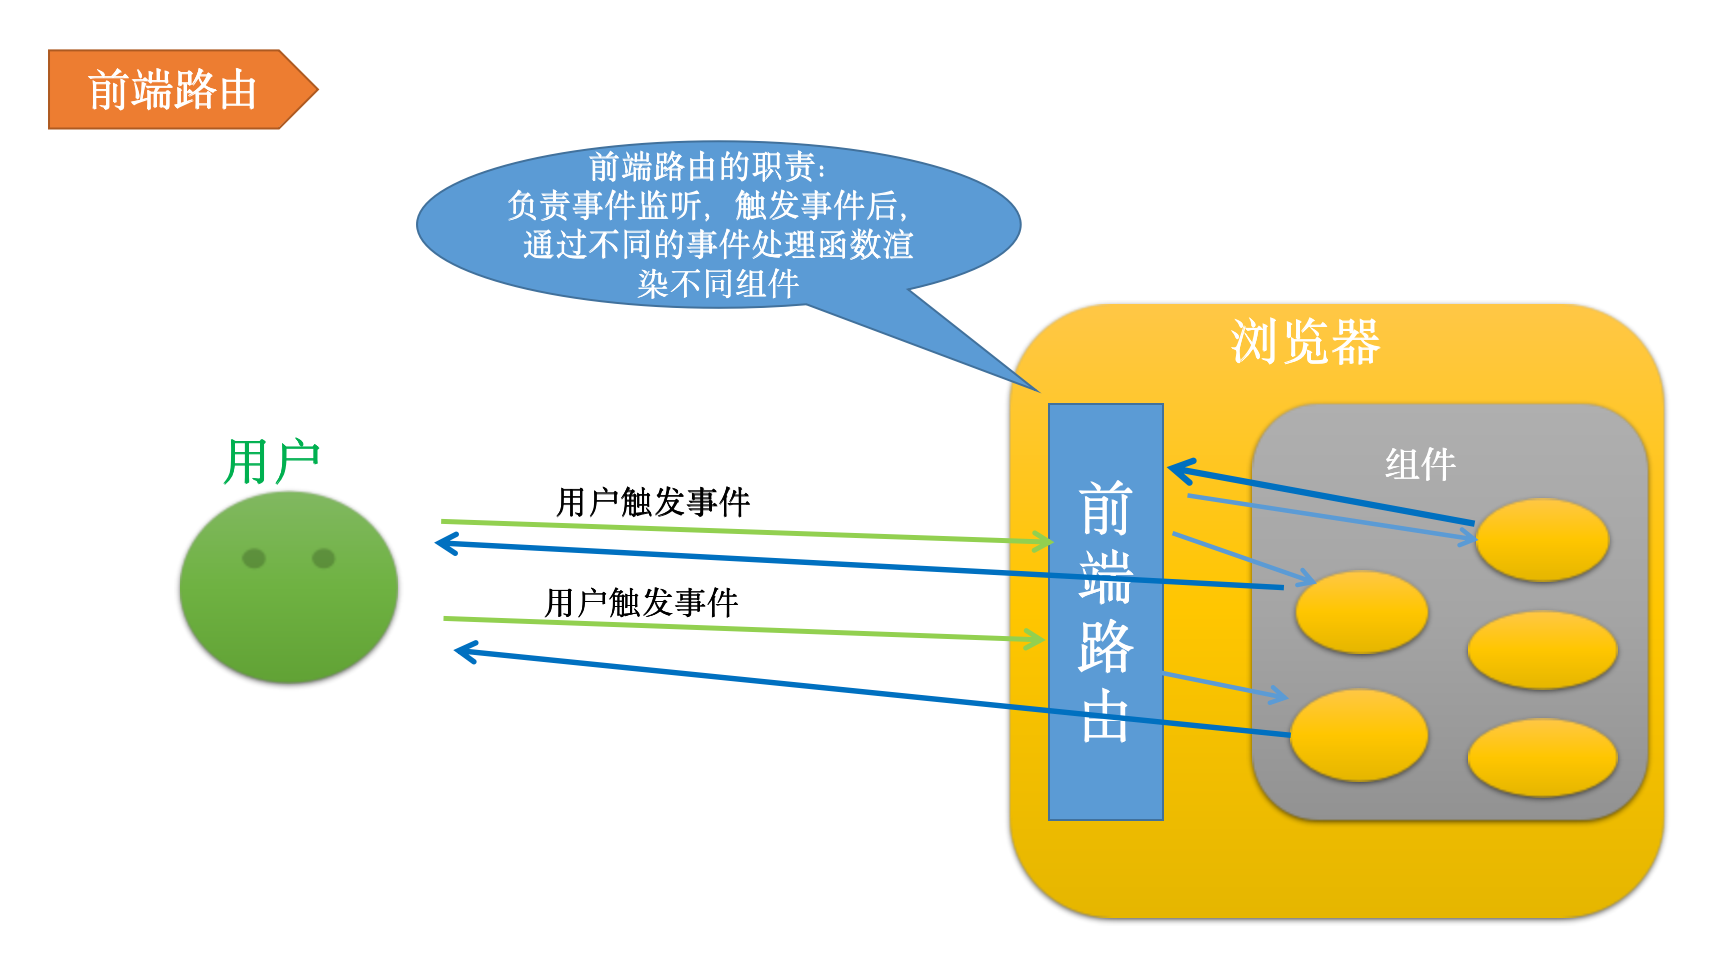 前端路由
前端路由的职责：
负责事件监听，触发事件后，
通过不同的事件处理函数渲
染不同组件
浏览器
用户
组件
用户触发事件
用户触发事件
前
端
路
由